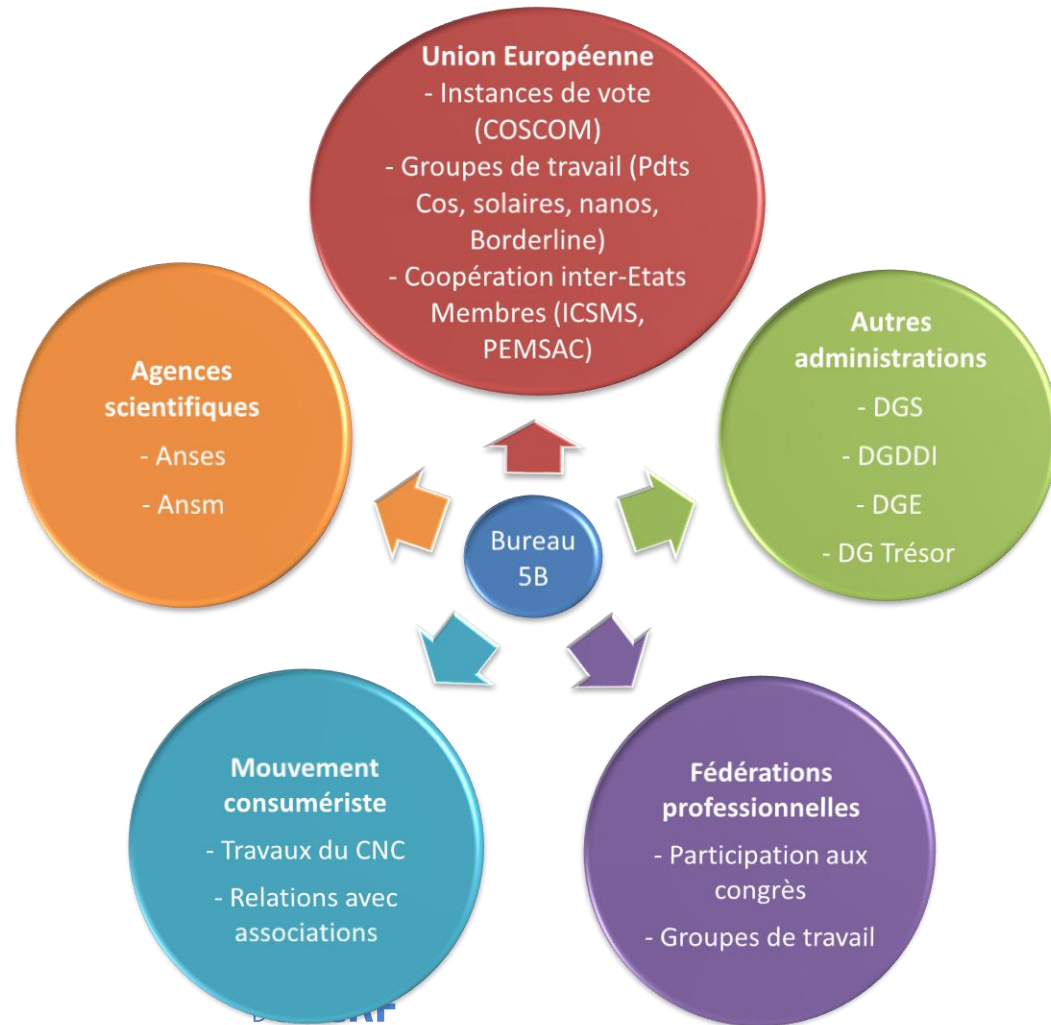 Union Européenne
- Instances de vote
(COSCOM)
- Groupes de travail (Pdts
Cos, solaires, nanos,
Borderline)
- Coopération inter-Etats
Membres (ICSMS,
PEMSAC)
Autres
administrations
- DGS
- DGDDI
- DGE
- DG Trésor
Agences
scientifiques
- Anses
- Ansm
Bureau
5B
Mouvement
consumériste
- Travaux du CNC
- Relations avec
associations
Fédérations
professionnelles
- Participation aux
congrès
- Groupes de travail